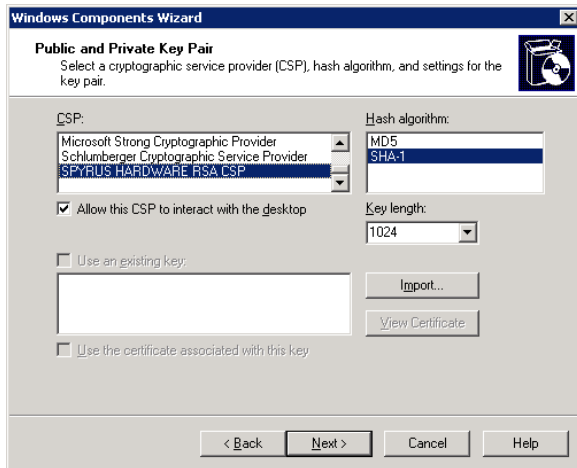 Windows Components Wizard
Public and Private Key Pair
Select a cryptographic service provider (CSP), hash algorithm, and settings for the
key pair.
CSP:
Microsoft Strong Cryptographic Provider
Schlumberger Cryptographic Service Provider
SPYRUS HARDWARE RSA CSP
Hash algorithm:
MD5
SHA-1
Allow this CSP to interact with the desktop
Key length:
1024
Use an existing key:
Import...
View Certificate
Use the certificate associated with this key
< Back
Next >
Cancel
Help